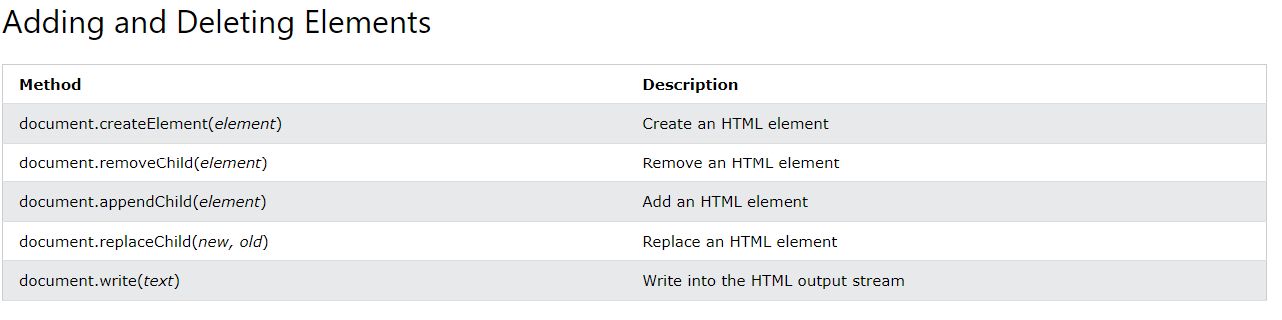 Adding and Deleting Elements
Method Description
document.createElement(element) Create an HTML element
document.removeChild(element) Remove an HTML element
document.appendChild(element) Add an HTML element
document.replaceChild(new, old) Replace an HTML element
document.write(text) Write into the HTML output stream